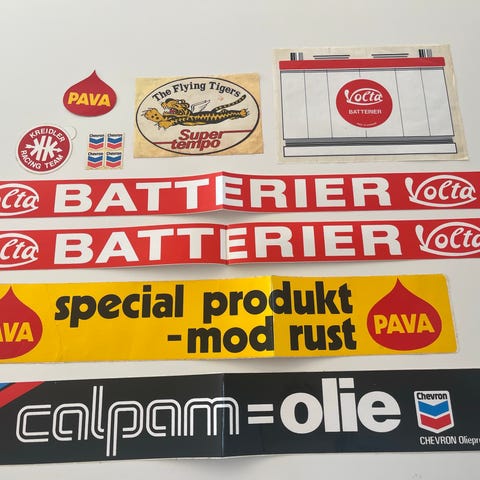 PAVA
The Flying Tigers
Super
tempo
Volta
BATTERIER
KREIDLER
RACING TEAM
Volta BATTERIER Volta
Volta BATTERIER Volta
PAVA special produkt
-mod rust PAVA
calpam=olie
Chevron
CHEVRON Oliepro